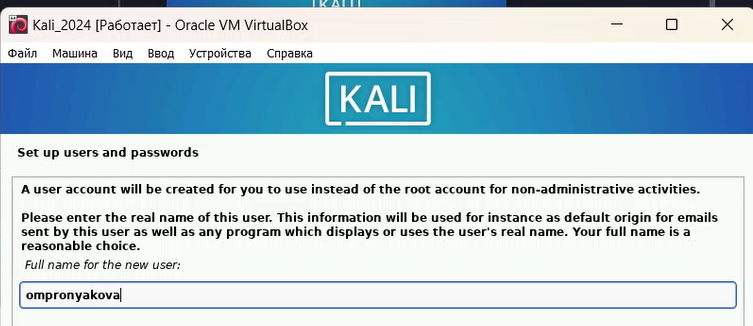 Kali_2024 [Работает] - Oracle VM VirtualBox
Файл Машина Вид Ввод Устройства Справка
KALI
Set up users and passwords
A user account will be created for you to use instead of the root account for non-administrative activities.
Please enter the real name of this user. This information will be used for instance as default origin for emails
sent by this user as well as any program which displays or uses the user's real name. Your full name is a
reasonable choice.
Full name for the new user:
ompronyakova